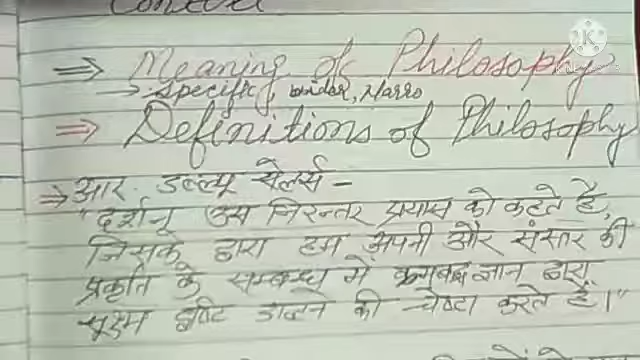 ⇒ Meaning of Philosophy
→ specific, wider, Narro
⇒ Definitions of Philosophy
⇒ आर. डब्ल्यू सेलर्स -
"दर्शन उस निरन्तर प्रयास को कहते है,
जिसके द्वारा हम अपनी और संसार की
प्रकृति के सम्बन्ध में क्रमबद्ध ज्ञान द्वारा
सूक्ष्म दृष्टि डालने की चेष्टा करते हैं।"